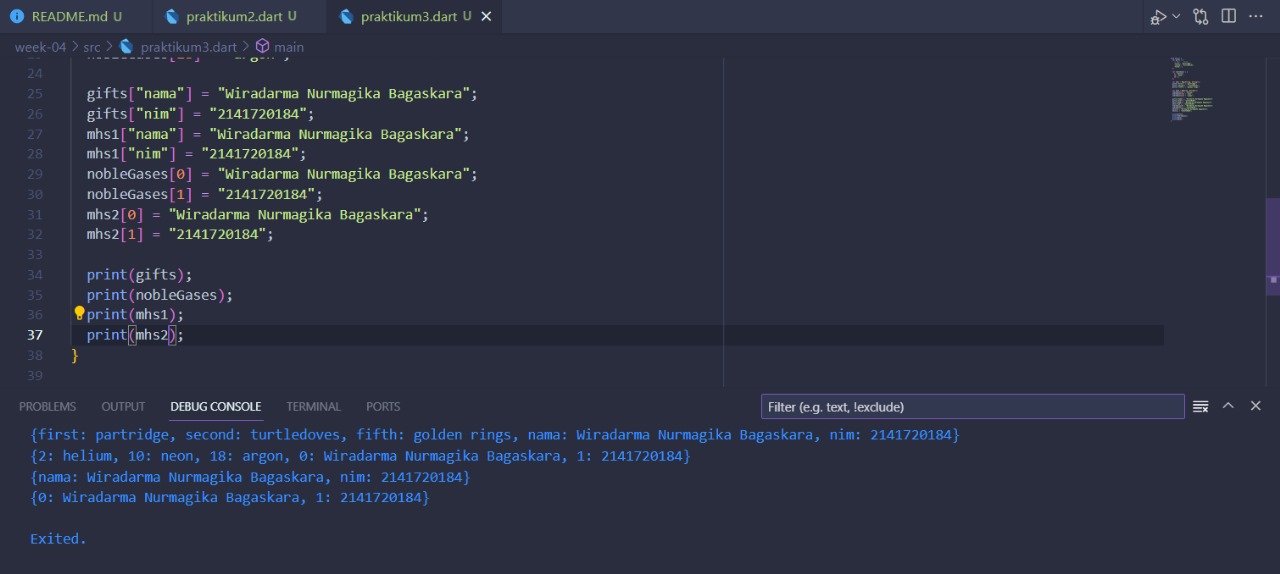 README.md U praktikum2.dart U praktikum3.dart U
week-04 > src > praktikum3.dart > main
24
25 gifts["nama"] = "Wiradarma Nurmagika Bagaskara";
26 gifts["nim"] = "2141720184";
27 mhs1["nama"] = "Wiradarma Nurmagika Bagaskara";
28 mhs1["nim"] = "2141720184";
29 nobleGases[0] = "Wiradarma Nurmagika Bagaskara";
30 nobleGases[1] = "2141720184";
31 mhs2[0] = "Wiradarma Nurmagika Bagaskara";
32 mhs2[1] = "2141720184";
33
34 print(gifts);
35 print(nobleGases);
36 print(mhs1);
37 print(mhs2);
38 }
39
PROBLEMS OUTPUT DEBUG CONSOLE TERMINAL PORTS Filter (e.g. text, !exclude)
{first: partridge, second: turtledoves, fifth: golden rings, nama: Wiradarma Nurmagika Bagaskara, nim: 2141720184}
{2: helium, 10: neon, 18: argon, 0: Wiradarma Nurmagika Bagaskara, 1: 2141720184}
{nama: Wiradarma Nurmagika Bagaskara, nim: 2141720184}
{0: Wiradarma Nurmagika Bagaskara, 1: 2141720184}
Exited.